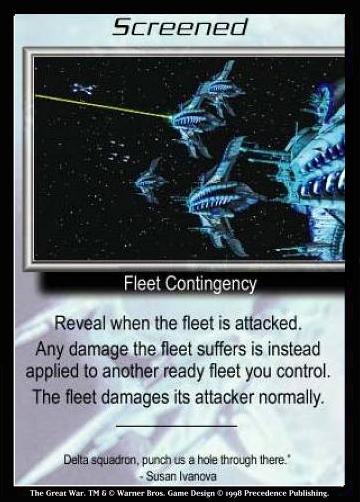 Screened
Fleet Contingency
Reveal when the fleet is attacked.
Any damage the fleet suffers is instead
applied to another ready fleet you control.
The fleet damages its attacker normally.
Delta squadron, punch us a hole through there."
- Susan Ivanova
The Great War. TM & © Warner Bros. Game Design © 1998 Precedence Publishing.